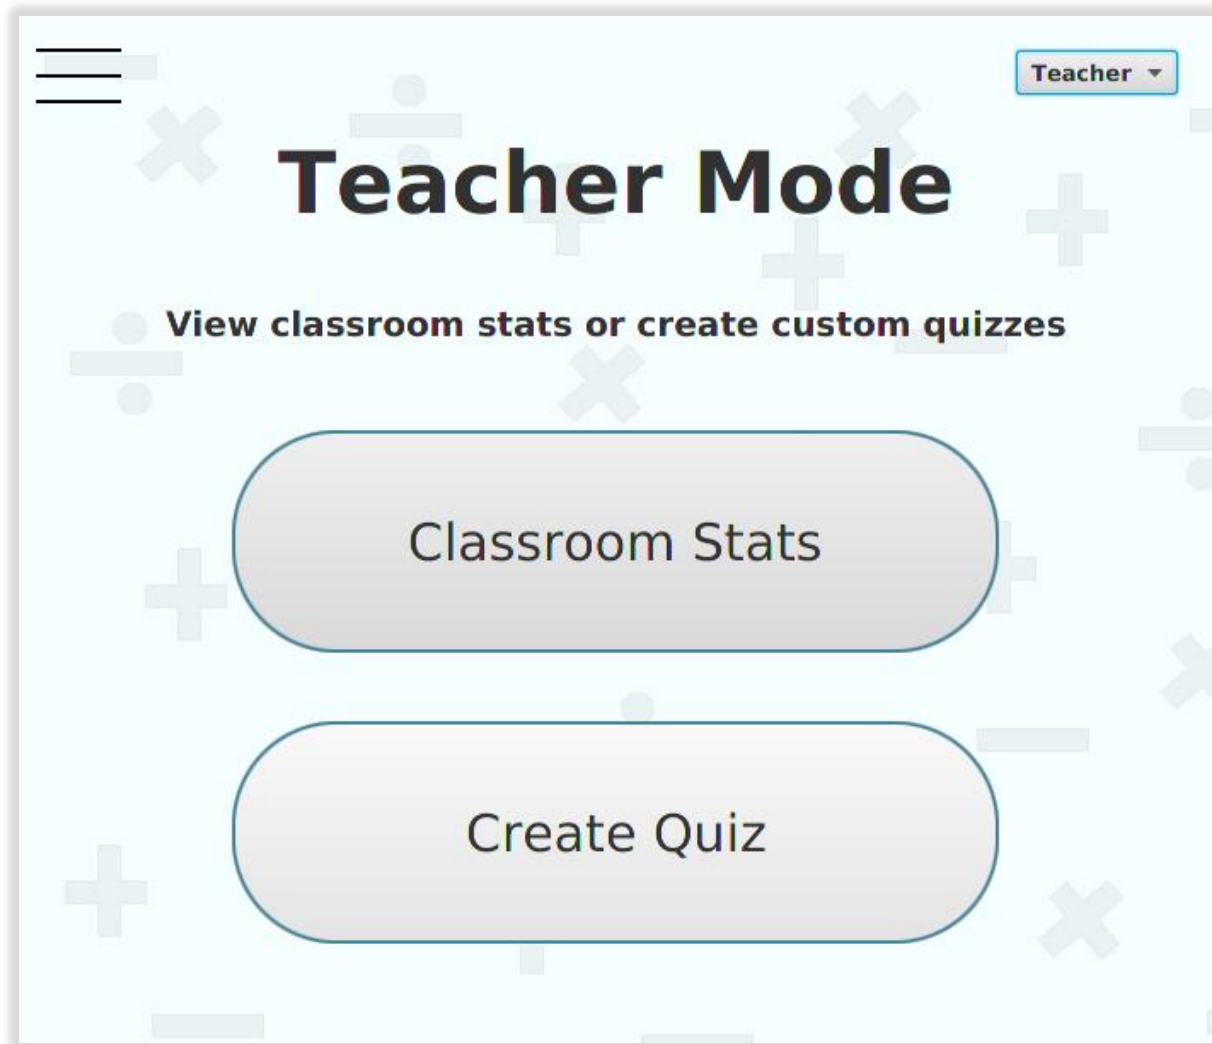 Teacher
Teacher Mode
View classroom stats or create custom quizzes
Classroom Stats
Create Quiz